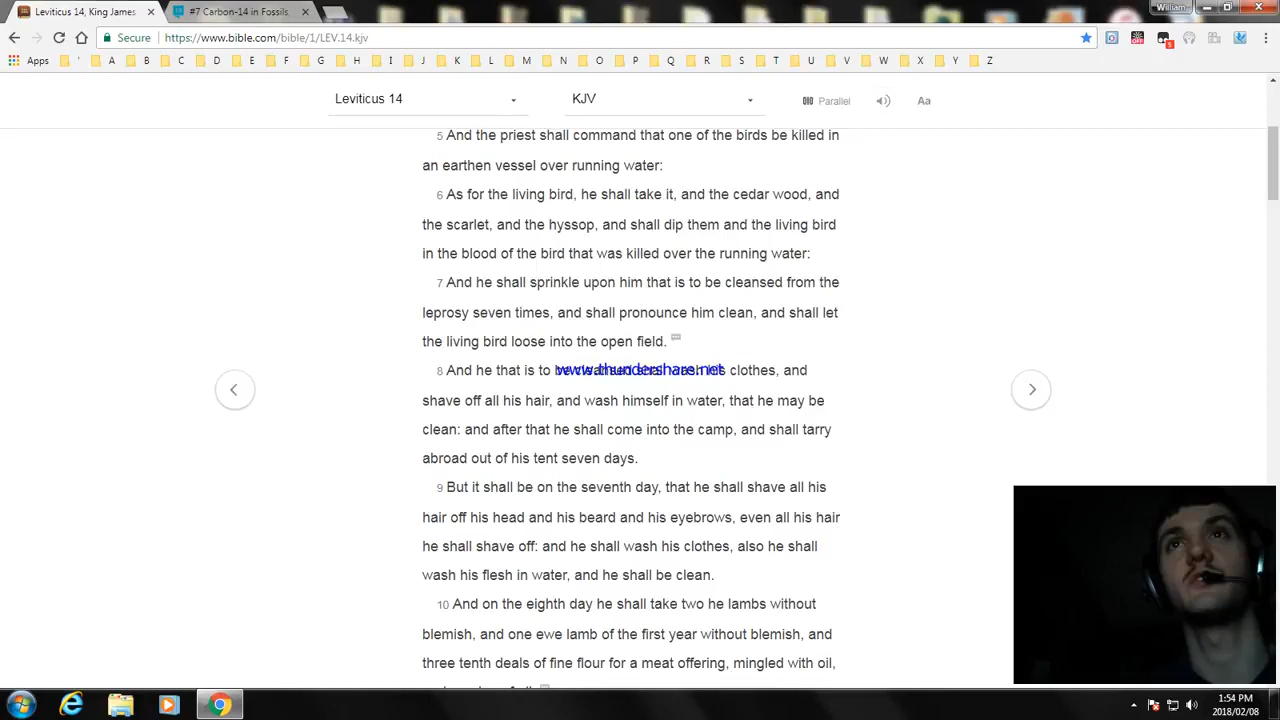 Leviticus 14, King James
#7 Carbon-14 in Fossils,
William
Secure
https://www.bible.com/bible/1/LEV.14.kjv
Apps ' A B C D E F G H I J K L M N O P Q R S T U V W X Y Z
Leviticus 14 KJV Parallel Aa
5 And the priest shall command that one of the birds be killed in
an earthen vessel over running water:
6 As for the living bird, he shall take it, and the cedar wood, and
the scarlet, and the hyssop, and shall dip them and the living bird
in the blood of the bird that was killed over the running water:
7 And he shall sprinkle upon him that is to be cleansed from the
leprosy seven times, and shall pronounce him clean, and shall let
the living bird loose into the open field.
8 And he that is to be cleansed shall wash his clothes, and
www.thundershare.net
shave off all his hair, and wash himself in water, that he may be
clean: and after that he shall come into the camp, and shall tarry
abroad out of his tent seven days.
9 But it shall be on the seventh day, that he shall shave all his
hair off his head and his beard and his eyebrows, even all his hair
he shall shave off: and he shall wash his clothes, also he shall
wash his flesh in water, and he shall be clean.
10 And on the eighth day he shall take two he lambs without
blemish, and one ewe lamb of the first year without blemish, and
three tenth deals of fine flour for a meat offering, mingled with oil,
1:54 PM
2018/02/08